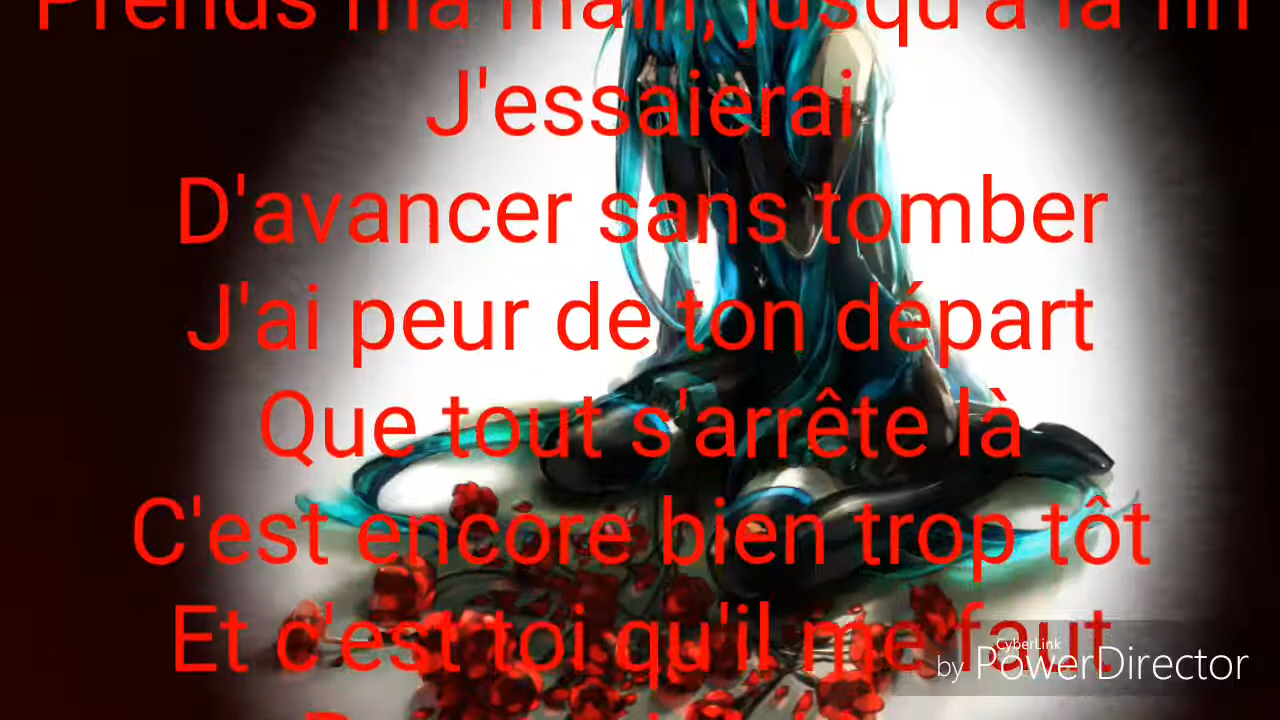 Prends ma main, jusqu'à la fin
J'essaierai
D'avancer sans tomber
J'ai peur de ton départ
Que tout s'arrête là
C'est encore bien trop tôt
Et c'est toi qu'il me faut
CyberLink
by PowerDirector